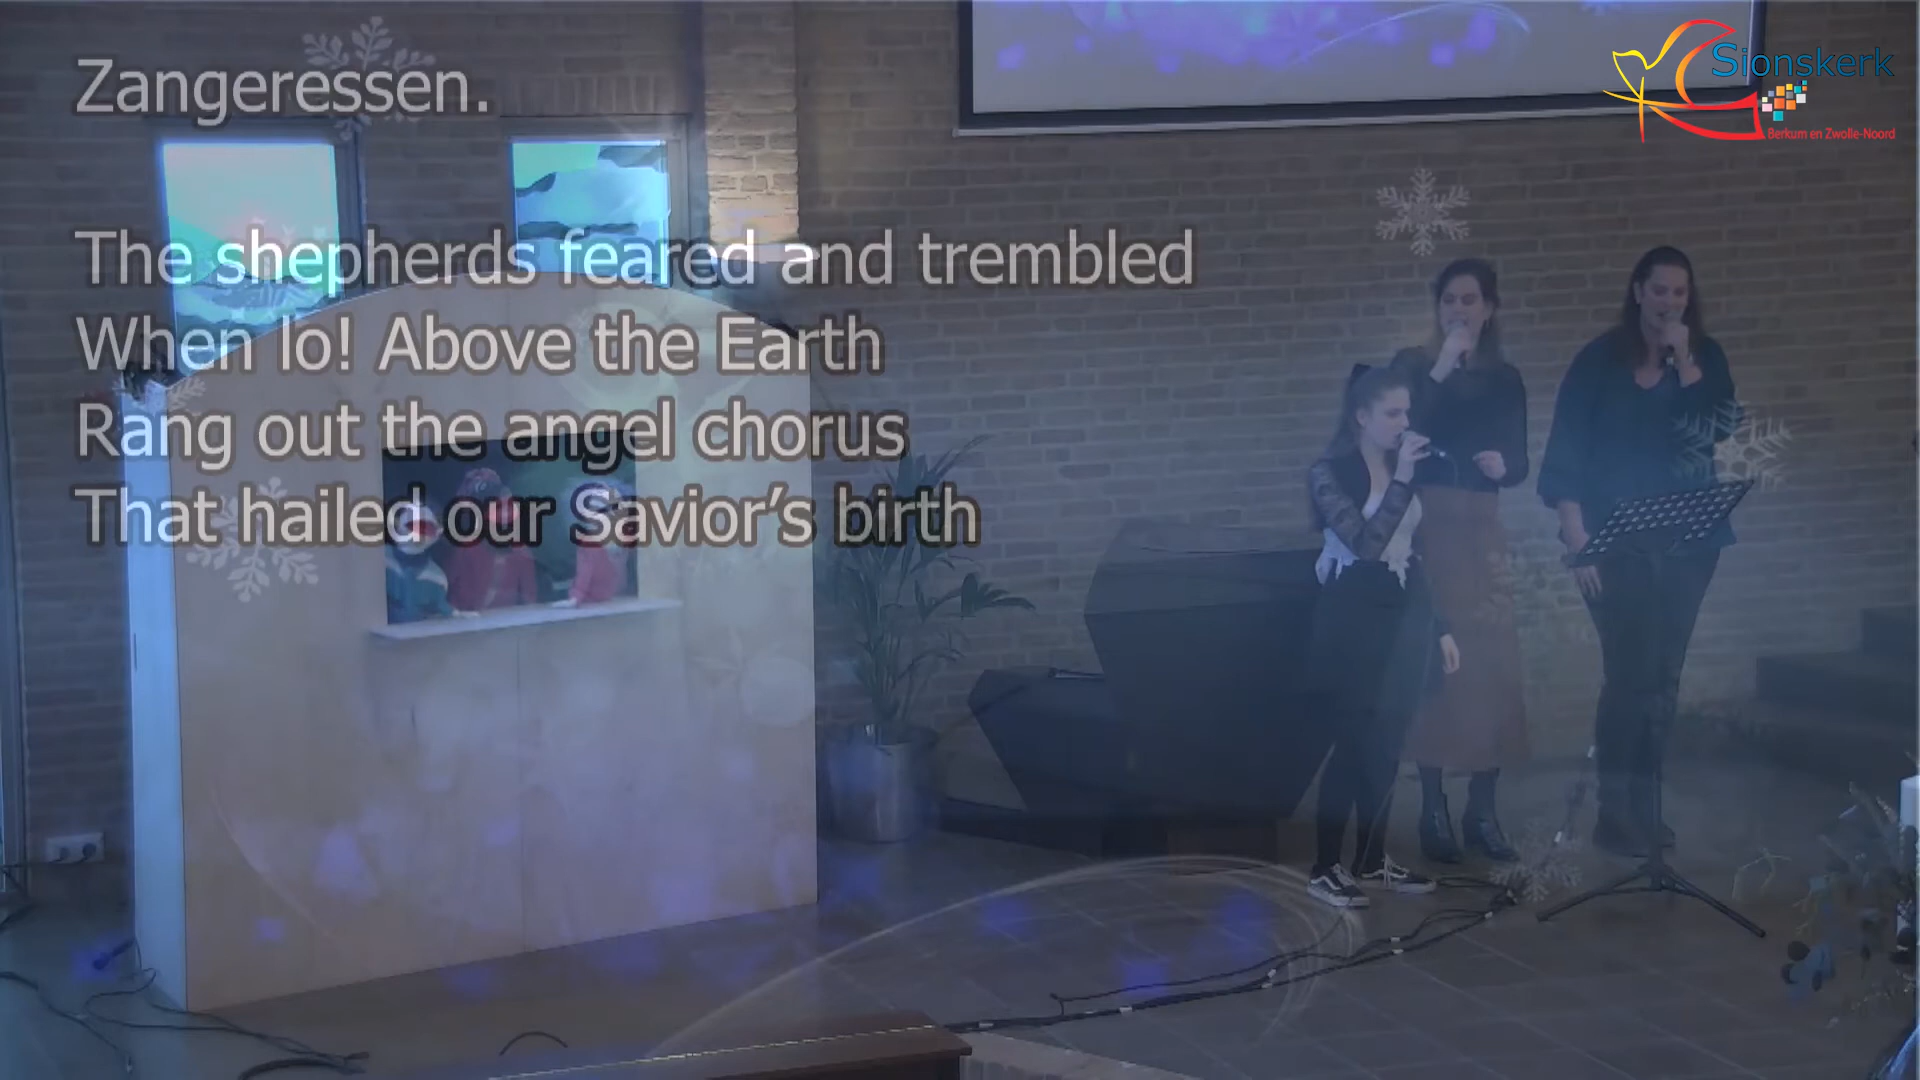 Zangeressen.
The shepherds feared and trembled
When lo! Above the Earth
Rang out the angel chorus
That hailed our Savior’s birth
Sionskerk
Berkum en Zwolle-Noord